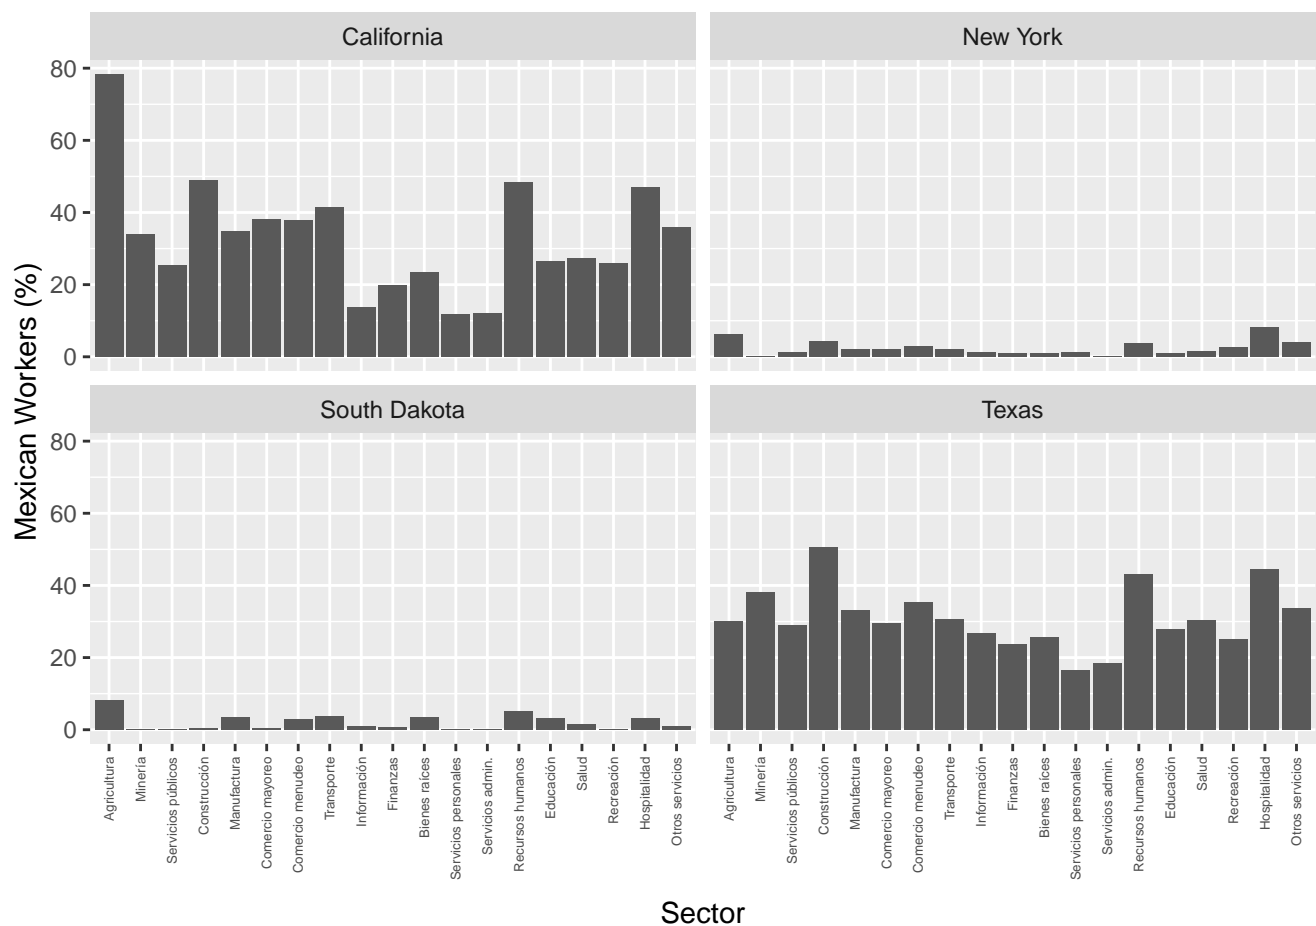 California
New York
80
60
40
20
0
South Dakota
Texas
80
60
40
20
0
Mexican Workers (%)
Agricultura
Minería
Servicios públicos
Construcción
Manufactura
Comercio mayoreo
Comercio menudeo
Transporte
Información
Finanzas
Bienes raíces
Servicios personales
Servicios admin.
Recursos humanos
Educación
Salud
Recreación
Hospitalidad
Otros servicios
Agricultura
Minería
Servicios públicos
Construcción
Manufactura
Comercio mayoreo
Comercio menudeo
Transporte
Información
Finanzas
Bienes raíces
Servicios personales
Servicios admin.
Recursos humanos
Educación
Salud
Recreación
Hospitalidad
Otros servicios
Sector